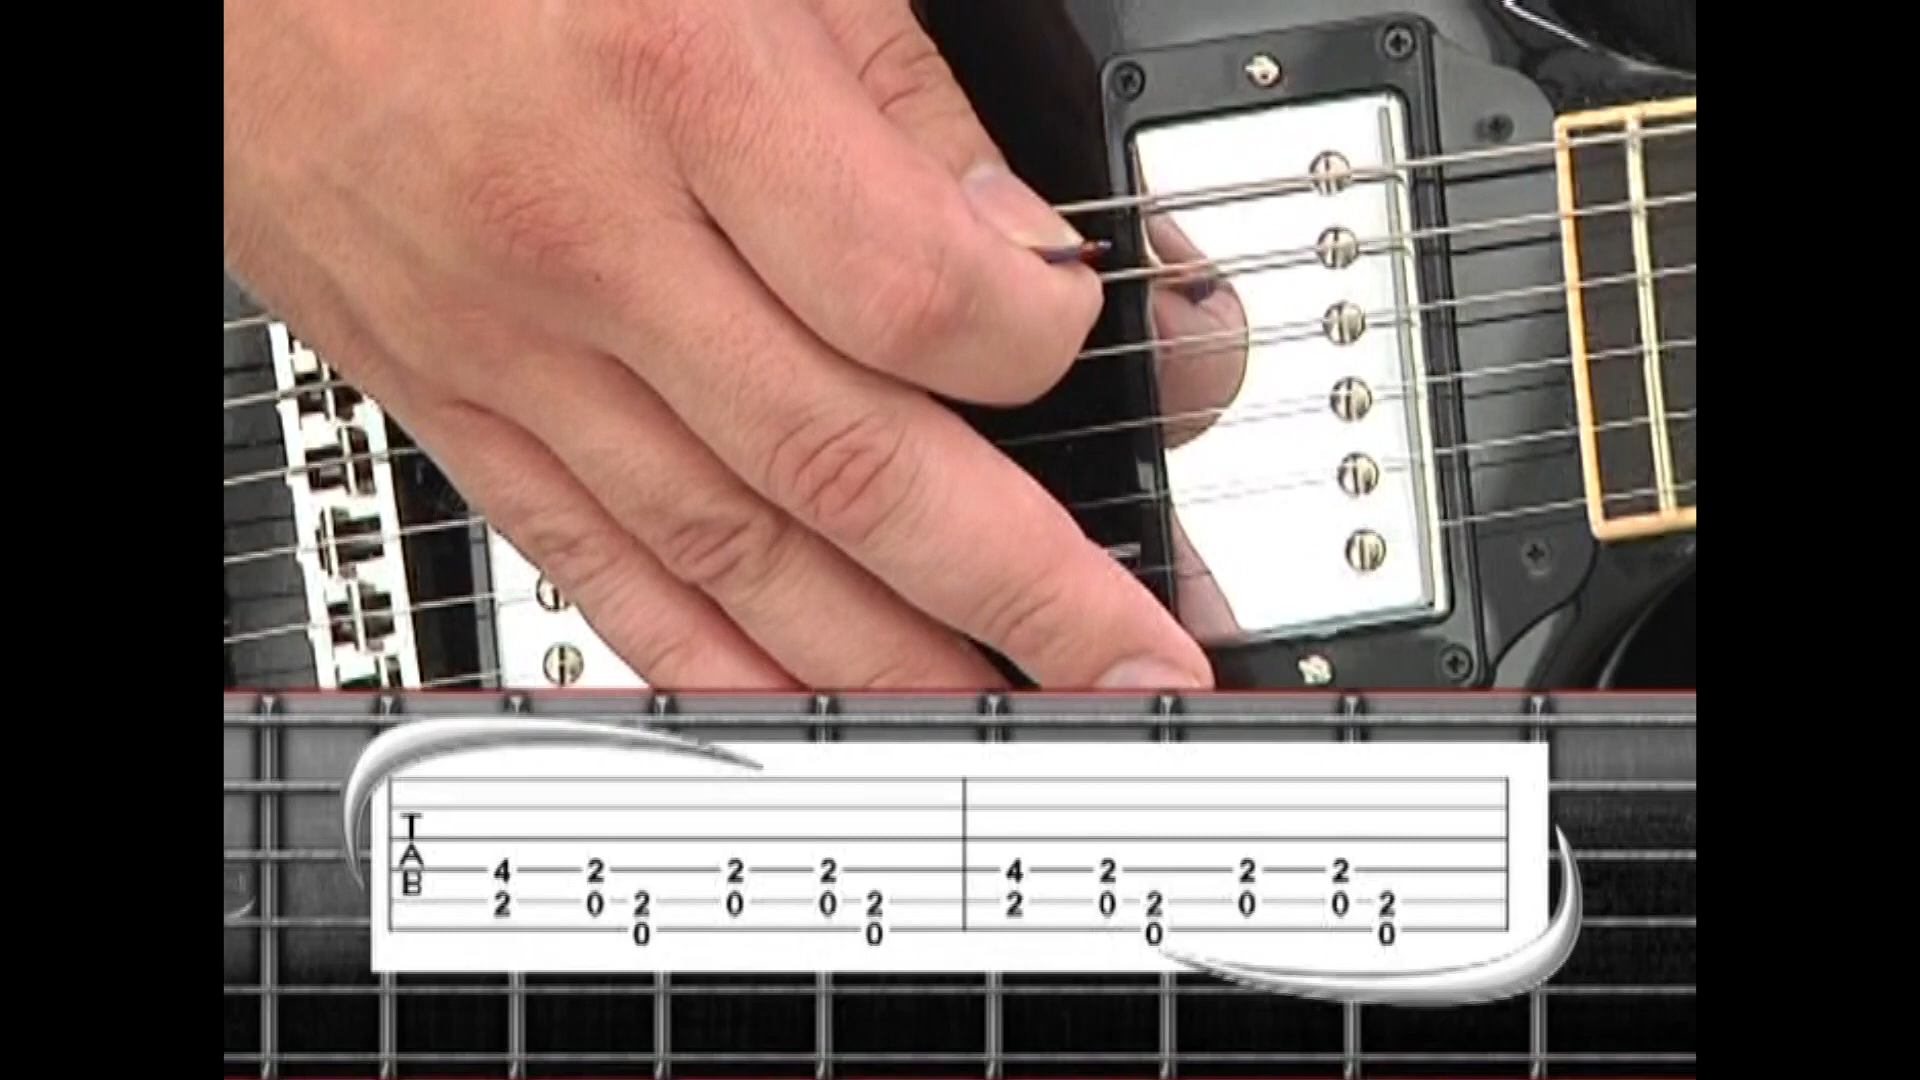 T
A
B
4 2 2 2 4 2 2 2
2 0 2 0 0 2 2 0 2 0 0 2
0 0 0 0